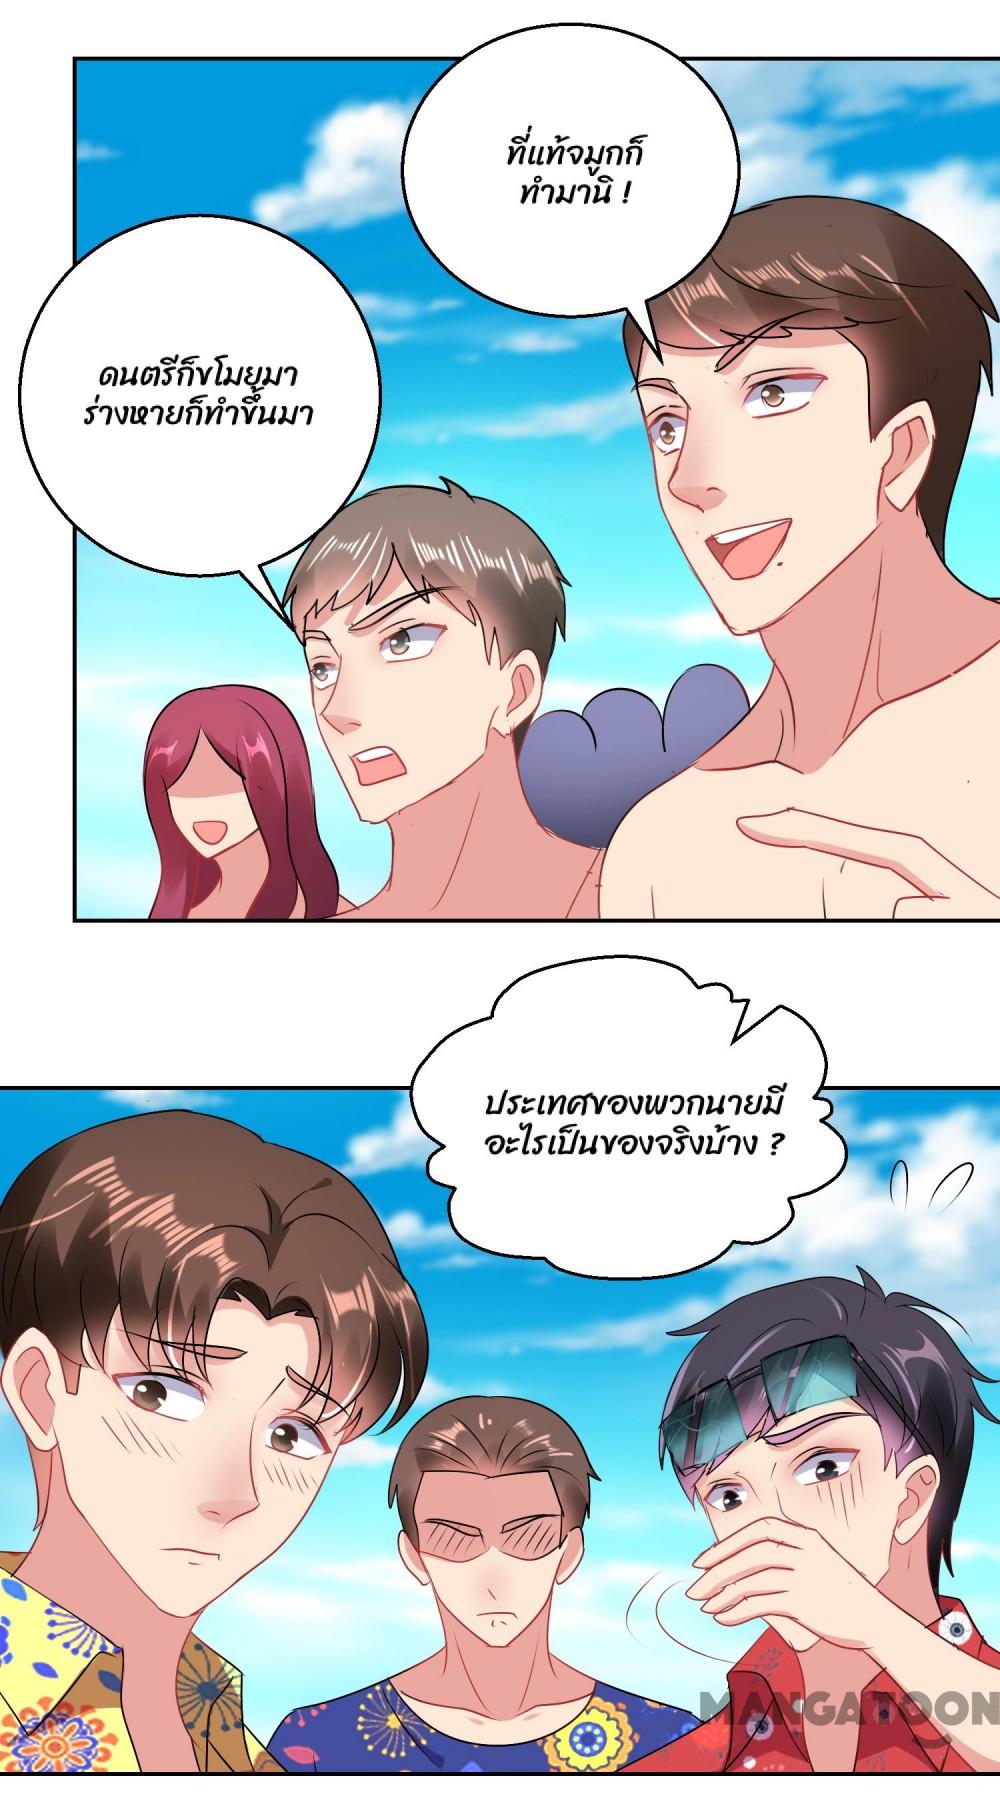 ที่แท้จมูกก็
ทำมานิ !
ดนตรีก็ขโมยมา
ร่างหายก็ทำขึ้นมา
ประเทศของพวกนายมี
อะไรเป็นของจริงบ้าง ?
MANGATOON